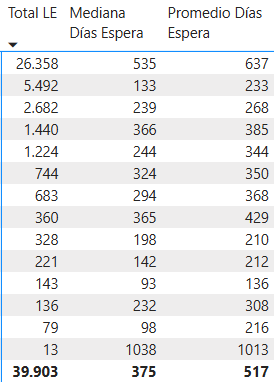 Total LE Mediana Promedio Días
Días Espera Espera
26.358 535 637
5.492 133 233
2.682 239 268
1.440 366 385
1.224 244 344
744 324 350
683 294 368
360 365 429
328 198 210
221 142 212
143 93 136
136 232 308
79 98 216
13 1038 1013
39.903 375 517